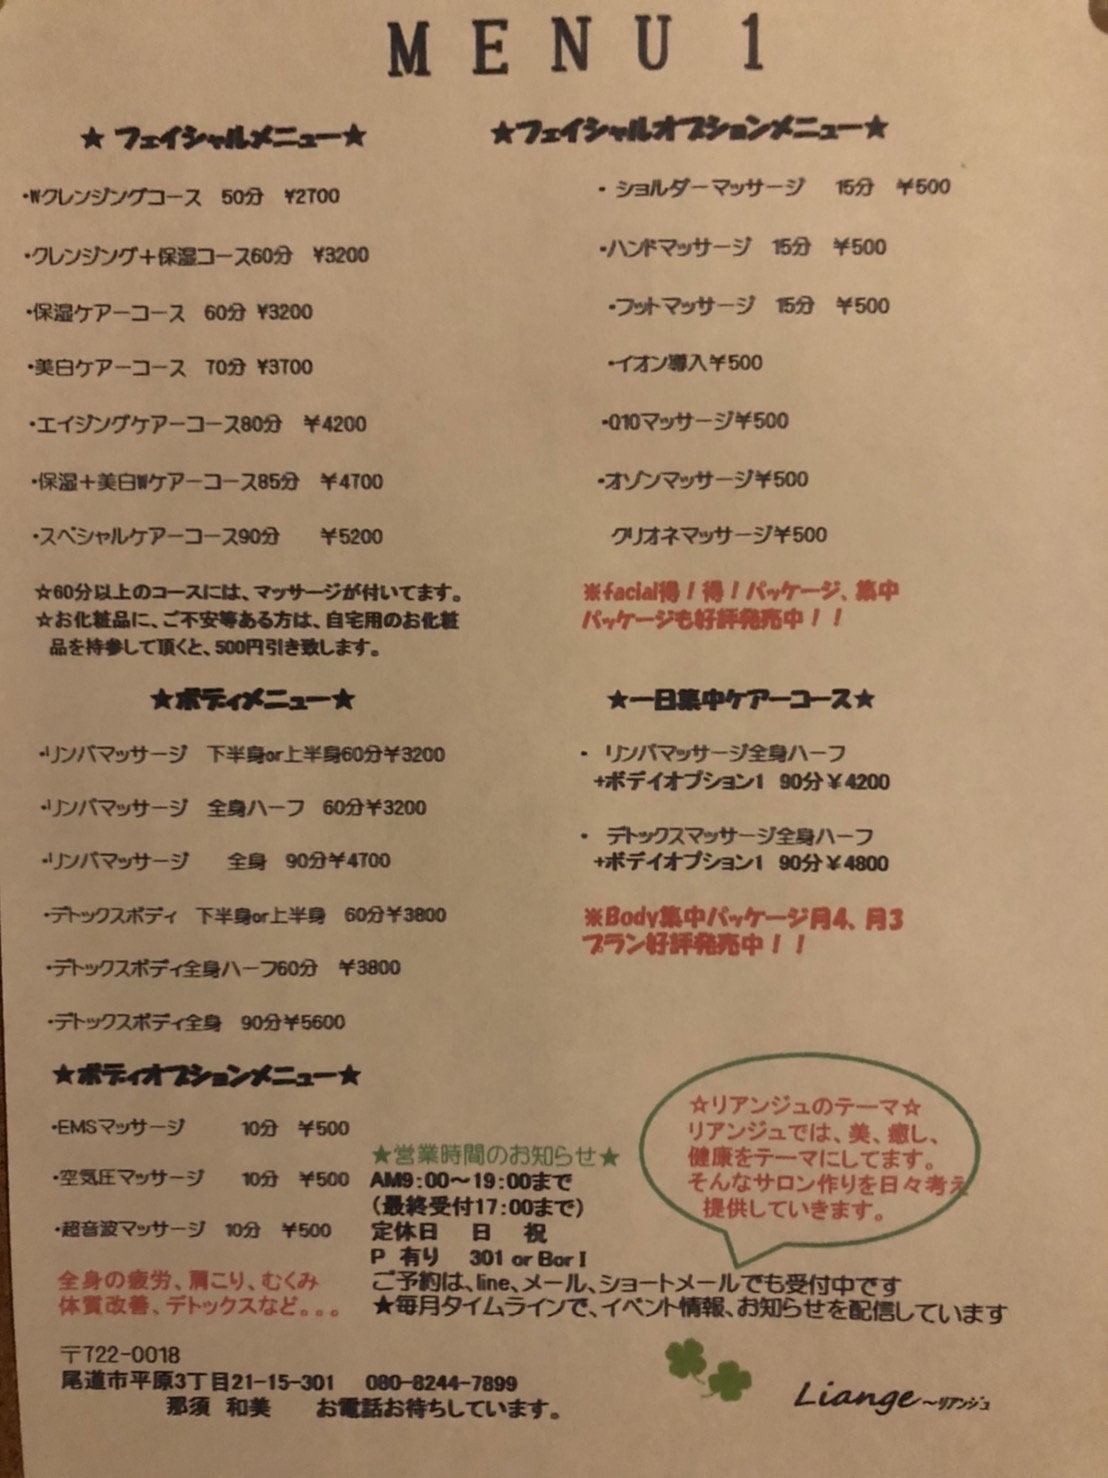 MENU 1
★ フェイシャルメニュー★
・Wクレンジングコース 50分 ¥2700
・クレンジング＋保湿コース60分 ¥3200
・保湿ケアーコース 60分 ¥3200
・美白ケアーコース 70分 ¥3700
・エイジングケアーコース80分 ￥4200
・保湿＋美白Wケアーコース85分 ￥4700
・スペシャルケアーコース90分 ￥5200
☆60分以上のコースには、マッサージが付いてます。
☆お化粧品に、ご不安等ある方は、自宅用のお化粧
品を持参して頂くと、500円引き致します。
★フェイシャルオプションメニュー★
・ショルダーマッサージ 15分 ￥500
・ハンドマッサージ 15分 ￥500
・フットマッサージ 15分 ￥500
・イオン導入￥500
・Q10マッサージ￥500
・オゾンマッサージ￥500
クリオネマッサージ￥500
※facial得！得！パッケージ、集中
パッケージも好評発売中！！
★ボディメニュー★
・リンパマッサージ 下半身or上半身60分￥3200
・リンパマッサージ 全身ハーフ 60分￥3200
・リンパマッサージ 全身 90分￥4700
・デトックスボディ 下半身or上半身 60分￥3800
・デトックスボディ全身ハーフ60分 ￥3800
・デトックスボディ全身 90分￥5600
★一日集中ケアーコース★
・ リンパマッサージ全身ハーフ
+ボデイオプション1 90分￥4200
・ デトックスマッサージ全身ハーフ
+ボデイオプション1 90分￥4800
※Body集中パッケージ月4、月3
プラン好評発売中！！
★ボディオプションメニュー★
・EMSマッサージ 10分 ￥500
・空気圧マッサージ 10分 ￥500
・超音波マッサージ 10分 ￥500
全身の疲労、肩こり、むくみ
体質改善、デトックスなど。。。
★営業時間のお知らせ★
AM9:00～19:00まで
(最終受付17:00まで)
定休日 日 祝
P 有り 301 or Bor I
ご予約は、line、メール、ショートメールでも受付中です
★毎月タイムラインで、イベント情報、お知らせを配信しています
☆リアンジュのテーマ☆
リアンジュでは、美、癒し、
健康をテーマにしてます。
そんなサロン作りを日々考え
提供していきます。
〒722-0018
尾道市平原3丁目21-15-301 080-8244-7899
那須 和美 お電話お待ちしています。
Liange～リアンジュ